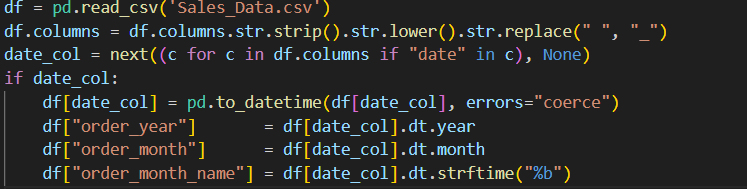 df = pd.read_csv('Sales_Data.csv')
df.columns = df.columns.str.strip().str.lower().str.replace(" ", "_")
date_col = next((c for c in df.columns if "date" in c), None)
if date_col:
    df[date_col] = pd.to_datetime(df[date_col], errors="coerce")
    df["order_year"]       = df[date_col].dt.year
    df["order_month"]      = df[date_col].dt.month
    df["order_month_name"] = df[date_col].dt.strftime("%b")